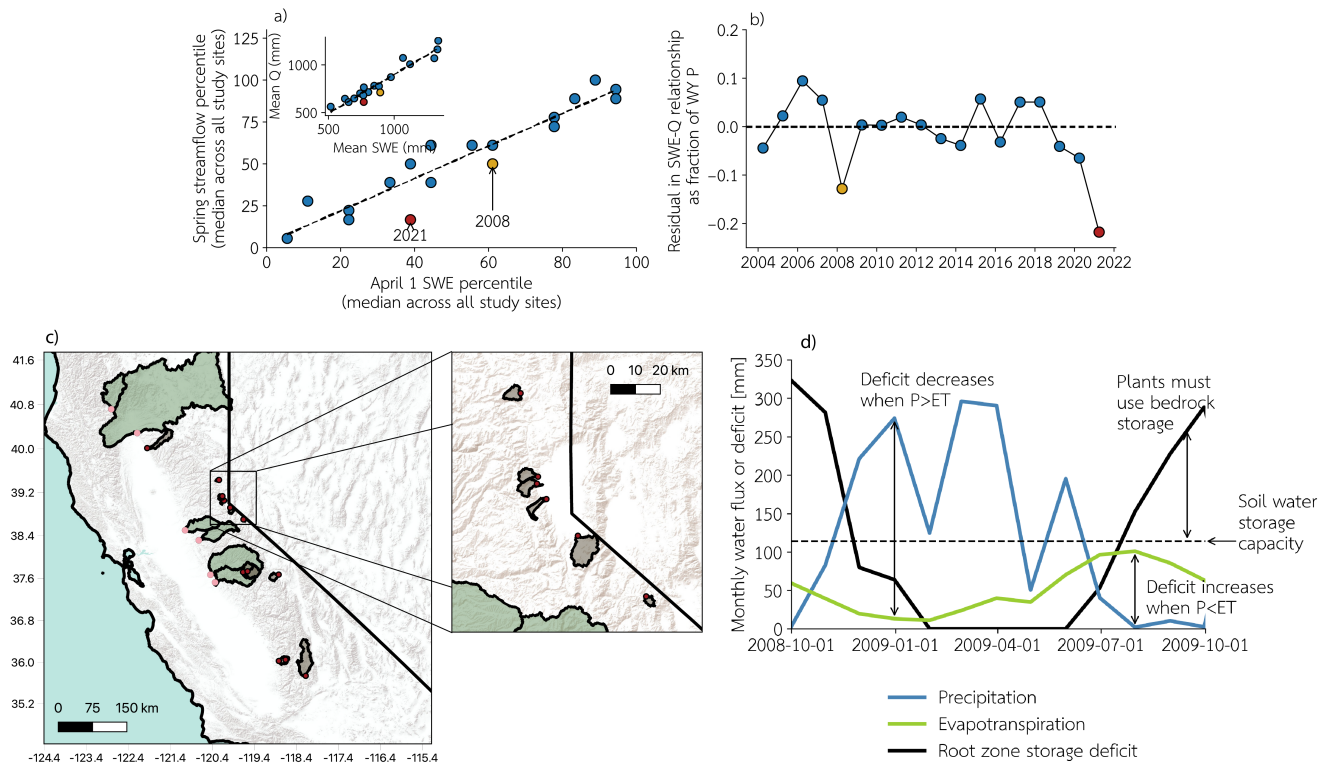 a)
Spring streamflow percentile
(median across all study sites)
125
100
75
50
25
0
0 20 40 60 80 100
April 1 SWE percentile
(median across all study sites)
2021
2008
Mean Q (mm)
1000
500
500 1000
Mean SWE (mm)
b)
Residual in SWE-Q relationship
as fraction of WY P
0.2
0.1
0.0
−0.1
−0.2
2004 2006 2008 2010 2012 2014 2016 2018 2020 2022
c)
41.6
40.8
40.0
39.2
38.4
37.6
36.8
36.0
35.2
-124.4 -123.4 -122.4 -121.4 -120.4 -119.4 -118.4 -117.4 -116.4 -115.4
0 75 150 km
0 10 20 km
d)
Monthly water flux or deficit [mm]
350
300
250
200
150
100
50
0
2008-10-01 2009-01-01 2009-04-01 2009-07-01 2009-10-01
Deficit decreases
when P>ET
Plants must
use bedrock
storage
Soil water
storage
capacity
Deficit increases
when P<ET
Precipitation
Evapotranspiration
Root zone storage deficit